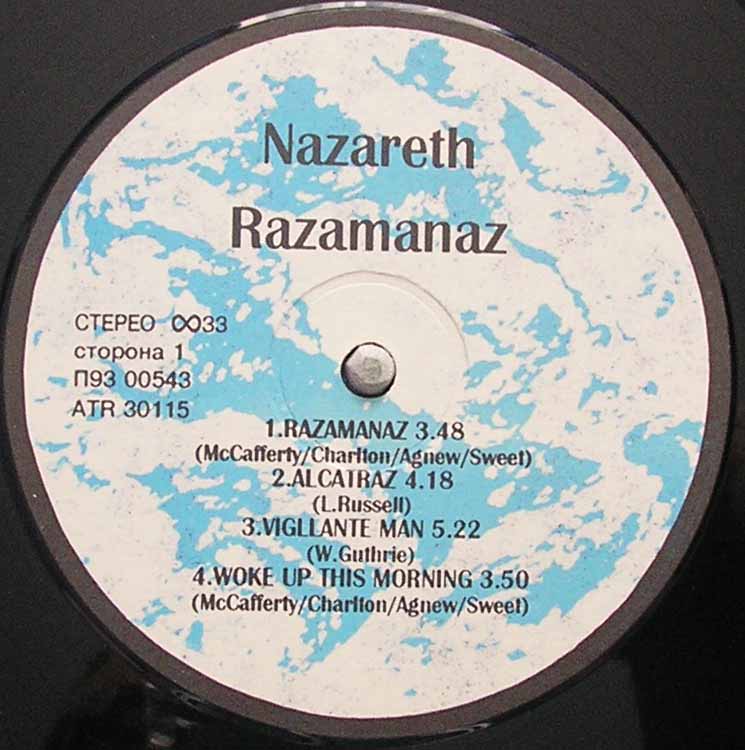 Nazareth
Razamanaz
СТЕРЕО ꝏ33
сторона 1
П93 00543
ATR 30115
1.RAZAMANAZ 3.48
(McCafferty/Charlton/Agnew/Sweet)
2.ALCATRAZ 4.18
(L.Russell)
3.VIGLLANTE MAN 5.22
(W.Guthrie)
4.WOKE UP THIS MORNING 3.50
(McCafferty/Charlton/Agnew/Sweet)